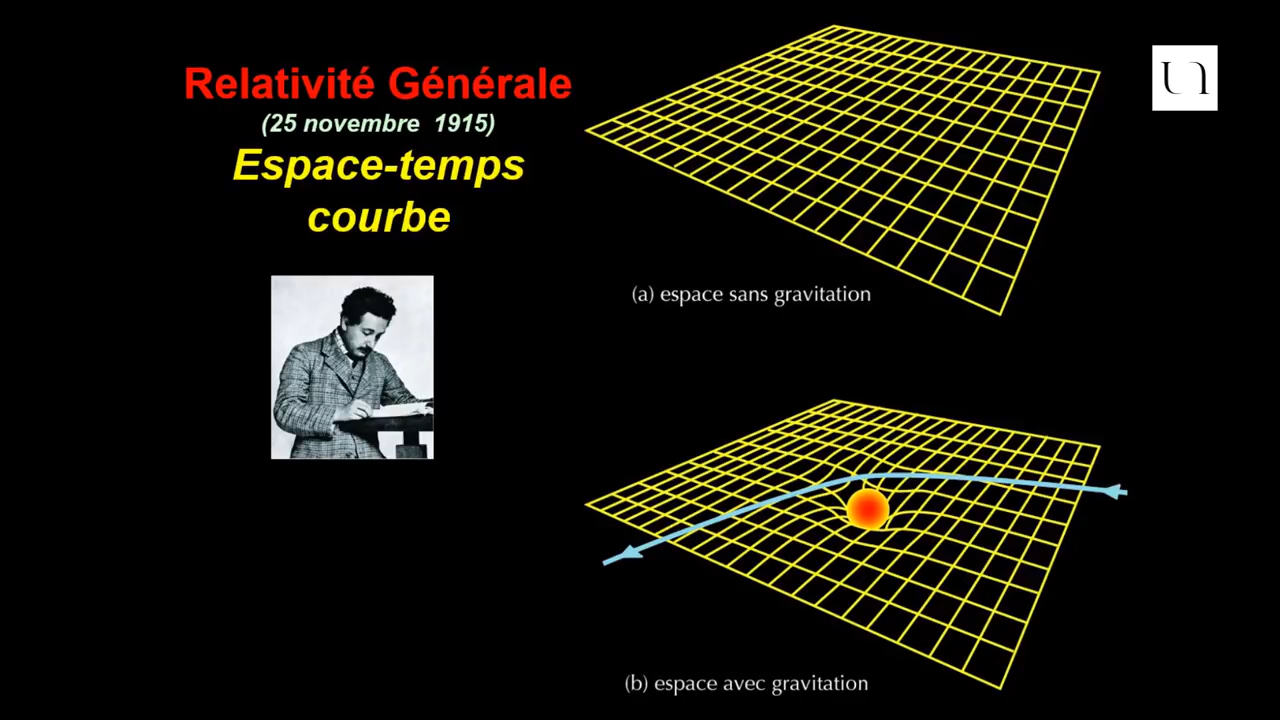 Relativité Générale
(25 novembre 1915)
Espace-temps
courbe
(a) espace sans gravitation
(b) espace avec gravitation